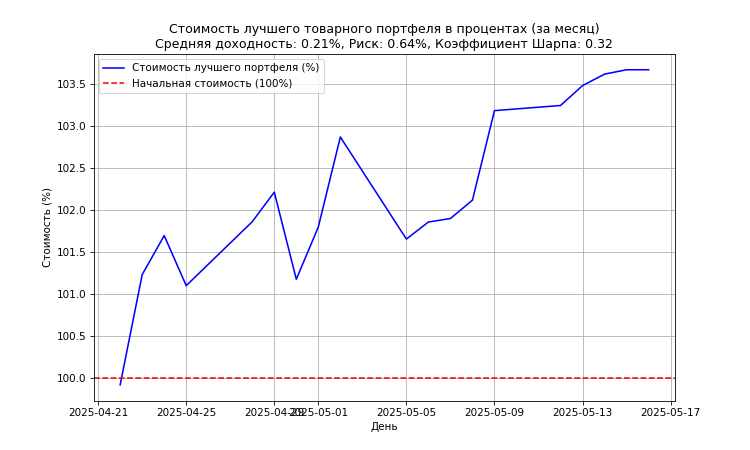 Стоимость лучшего товарного портфеля в процентах (за месяц)
Средняя доходность: 0.21%, Риск: 0.64%, Коэффициент Шарпа: 0.32
Стоимость лучшего портфеля (%)
Начальная стоимость (100%)
Стоимость (%)
103.5
103.0
102.5
102.0
101.5
101.0
100.5
100.0
2025-04-21 2025-04-25 2025-04-29 2025-05-01 2025-05-05 2025-05-09 2025-05-13 2025-05-17
День